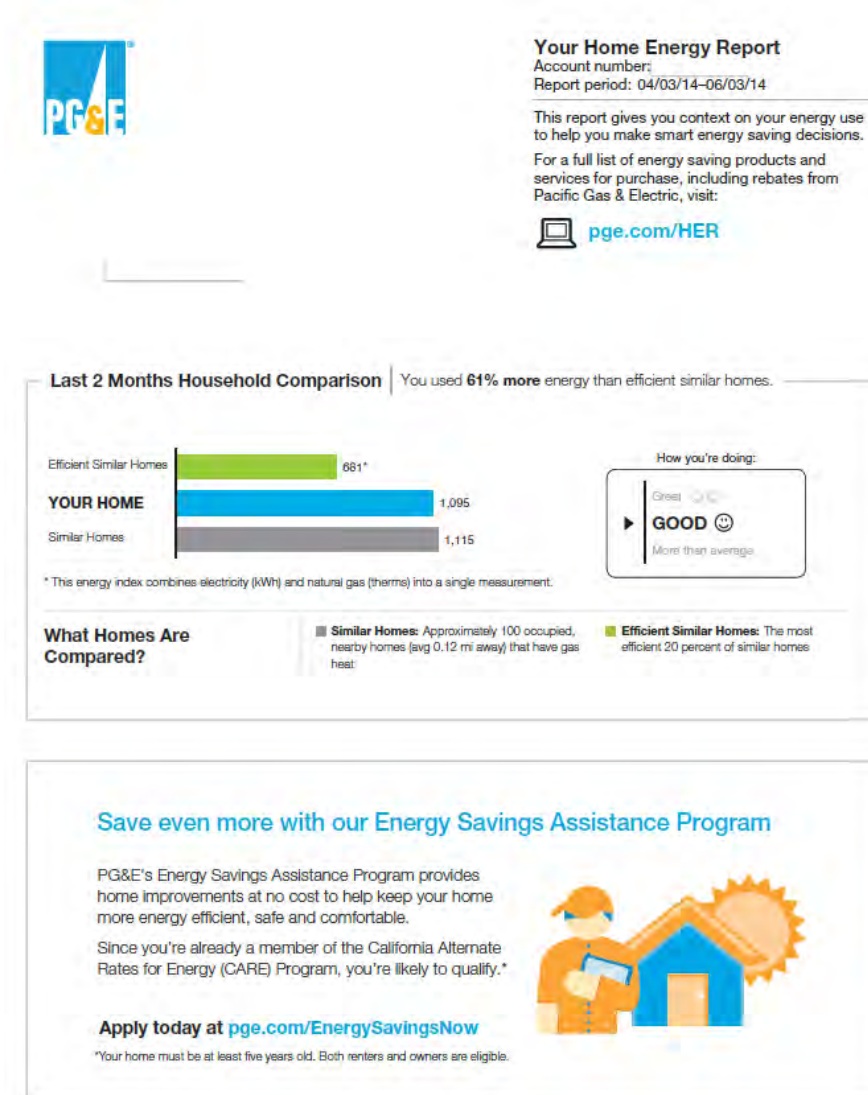 PG&E
Your Home Energy Report
Account number:
Report period: 04/03/14–06/03/14
This report gives you context on your energy use
to help you make smart energy saving decisions.
For a full list of energy saving products and
services for purchase, including rebates from
Pacific Gas & Electric, visit:
pge.com/HER
Last 2 Months Household Comparison You used 61% more energy than efficient similar homes.
Efficient Similar Homes 681*
YOUR HOME 1,095
Similar Homes 1,115
* This energy index combines electricity (kWh) and natural gas (therms) into a single measurement.
How you're doing:
Great
GOOD
More than average
What Homes Are
Compared?
Similar Homes: Approximately 100 occupied,
nearby homes (avg 0.12 mi away) that have gas
heat
Efficient Similar Homes: The most
efficient 20 percent of similar homes
Save even more with our Energy Savings Assistance Program
PG&E's Energy Savings Assistance Program provides
home improvements at no cost to help keep your home
more energy efficient, safe and comfortable.
Since you're already a member of the California Alternate
Rates for Energy (CARE) Program, you're likely to qualify.*
Apply today at pge.com/EnergySavingsNow
*Your home must be at least five years old. Both renters and owners are eligible.